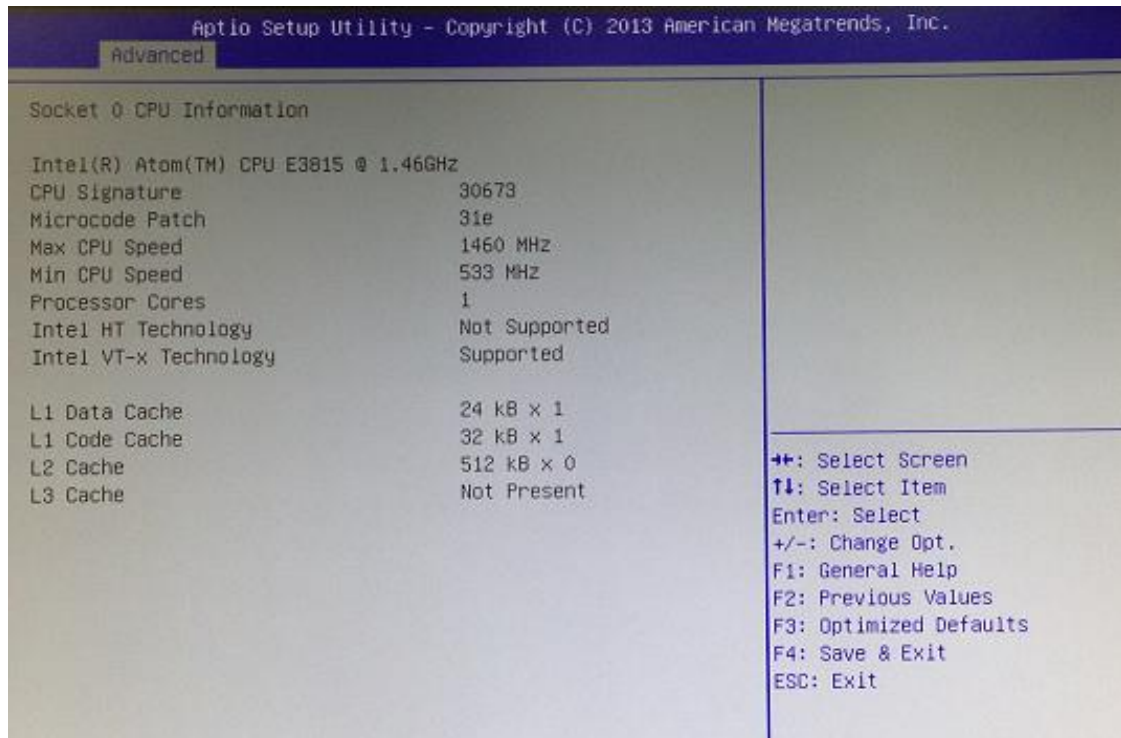 Aptio Setup Utility - Copyright (C) 2013 American Megatrends, Inc.
Advanced
Socket 0 CPU Information
Intel(R) Atom(TM) CPU E3815 @ 1.46GHz
CPU Signature 30673
Microcode Patch 31e
Max CPU Speed 1460 MHz
Min CPU Speed 533 MHz
Processor Cores 1
Intel HT Technology Not Supported
Intel VT-x Technology Supported
L1 Data Cache 24 kB x 1
L1 Code Cache 32 kB x 1
L2 Cache 512 kB x 0
L3 Cache Not Present
→←: Select Screen
↑↓: Select Item
Enter: Select
+/-: Change Opt.
F1: General Help
F2: Previous Values
F3: Optimized Defaults
F4: Save & Exit
ESC: Exit